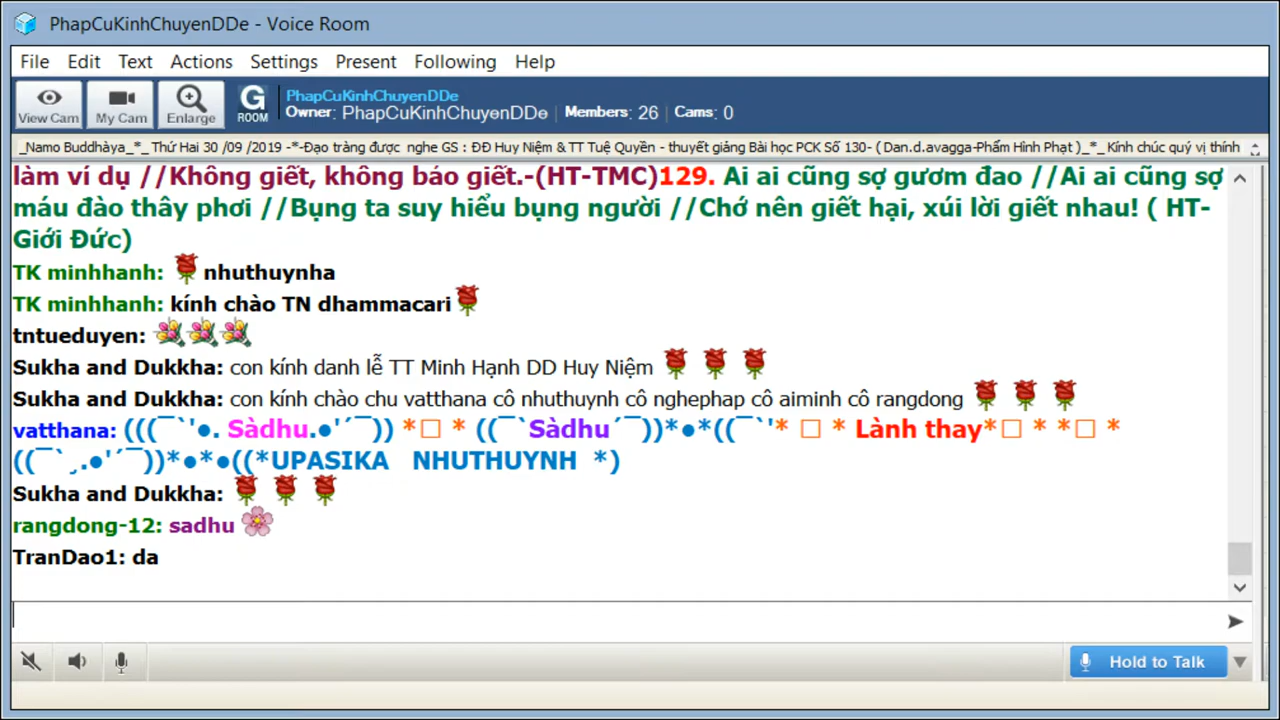 PhapCuKinhChuyenDDe - Voice Room
File Edit Text Actions Settings Present Following Help
View Cam My Cam Enlarge G ROOM PhapCuKinhChuyenDDe
Owner: PhapCuKinhChuyenDDe | Members: 26 | Cams: 0
_Namo Buddhàya_*_ Thứ Hai 30 /09 /2019 -*-Đạo tràng được nghe GS : ĐĐ Huy Niệm & TT Tuệ Quyền - thuyết giảng Bài học PCK Số 130- ( Dan.d.avagga-Phẩm Hình Phạt )_*_ Kính chúc quý vị thính
làm ví dụ //Không giết, không bảo giết.-(HT-TMC)129. Ai ai cũng sợ gươm đao //Ai ai cũng sợ
máu đào thây phơi //Bụng ta suy hiểu bụng người //Chớ nên giết hại, xúi lời giết nhau! ( HT-
Giới Đức)
TK minhhanh: nhuthuynha
TK minhhanh: kính chào TN dhammacari
tntueduyen:
Sukha and Dukkha: con kính danh lễ TT Minh Hạnh DD Huy Niệm
Sukha and Dukkha: con kính chào chu vatthana cô nhuthuynh cô nghephap cô aiminh cô rangdong
vatthana: (((¯`'●. Sàdhu.●'´¯)) *□ * ((¯`Sàdhu´¯))*●*((¯`'* □ * Lành thay*□ * *□ *
((¯`¸.●'´¯))*●*●((*UPASIKA NHUTHUYNH *)
Sukha and Dukkha:
rangdong-12: sadhu
TranDao1: da
Hold to Talk